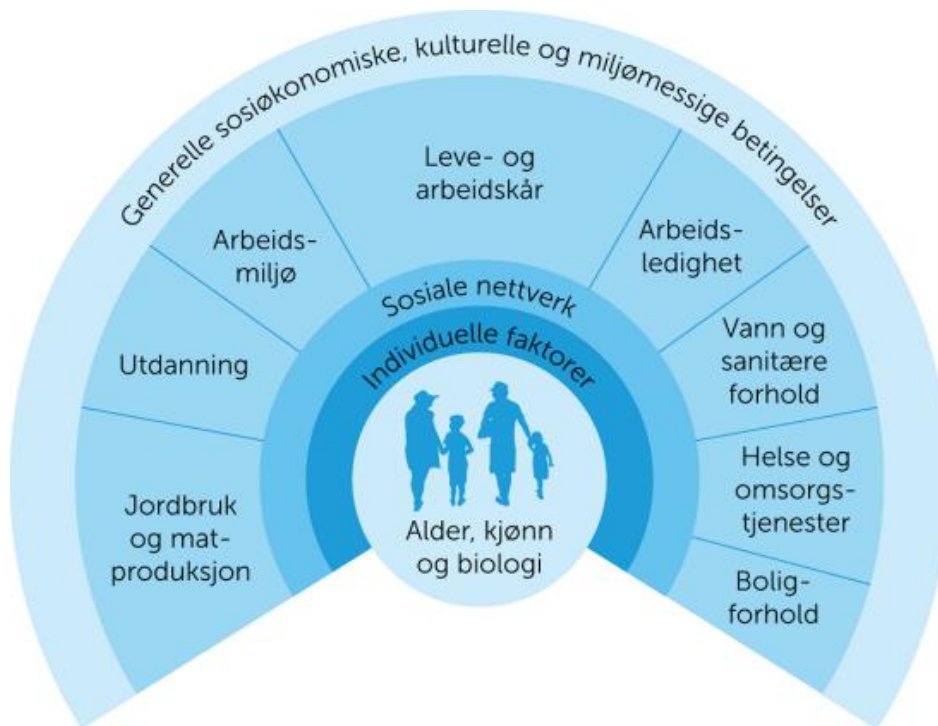 Generelle sosiøkonomiske, kulturelle og miljømessige betingelser
Leve- og
arbeidskår
Arbeids-
miljø
Arbeids-
ledighet
Utdanning
Vann og
sanitære
forhold
Jordbruk
og mat-
produksjon
Helse og
omsorgs-
tjenester
Bolig-
forhold
Sosiale nettverk
Individuelle faktorer
Alder, kjønn
og biologi